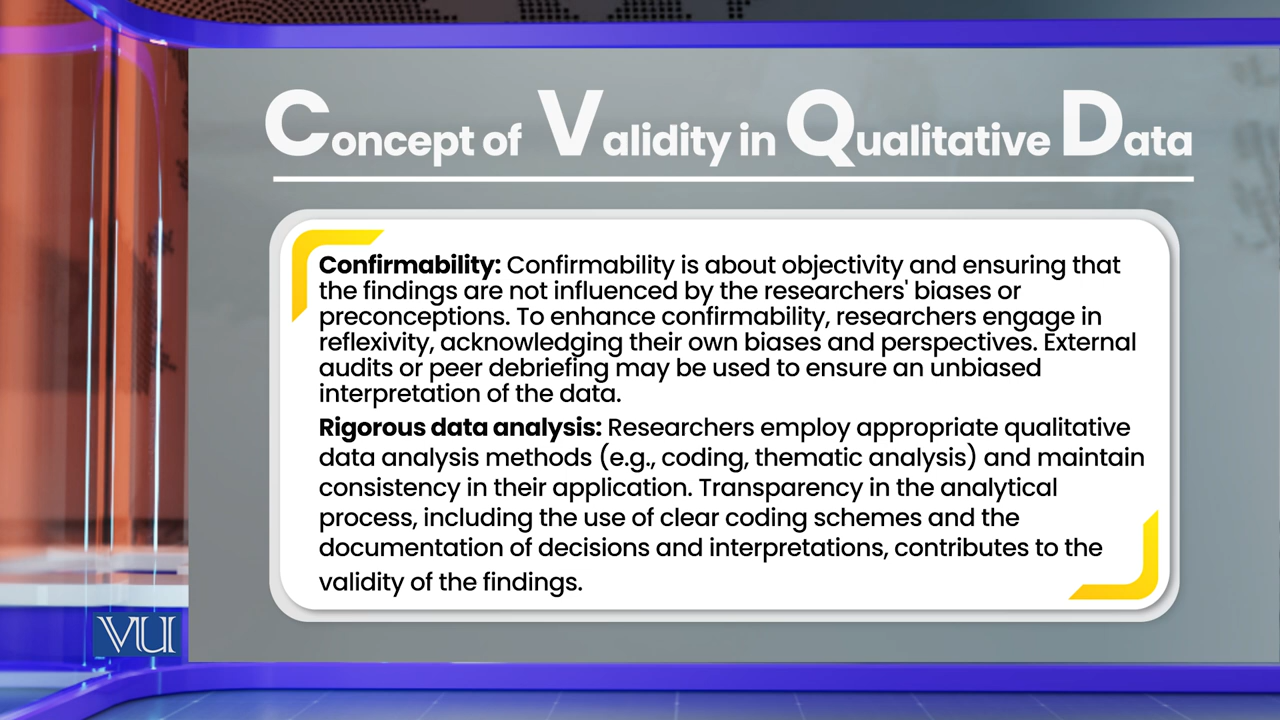 Concept of Validity in Qualitative Data
Confirmability: Confirmability is about objectivity and ensuring that
the findings are not influenced by the researchers' biases or
preconceptions. To enhance confirmability, researchers engage in
reflexivity, acknowledging their own biases and perspectives. External
audits or peer debriefing may be used to ensure an unbiased
interpretation of the data.
Rigorous data analysis: Researchers employ appropriate qualitative
data analysis methods (e.g., coding, thematic analysis) and maintain
consistency in their application. Transparency in the analytical
process, including the use of clear coding schemes and the
documentation of decisions and interpretations, contributes to the
validity of the findings.
VU